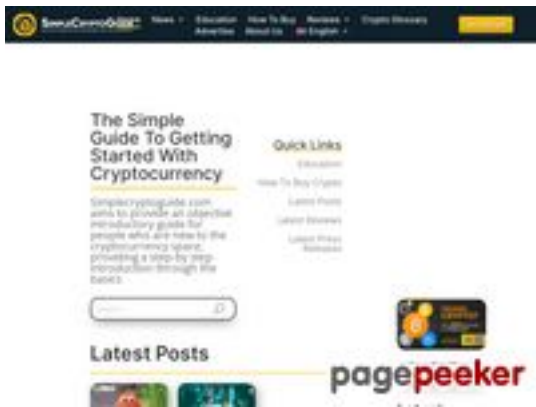 SimpleCryptoGuide News Education How To Buy Reviews Crypto Glossary
Advertise About Us English
The Simple
Guide To Getting
Started With
Cryptocurrency
Simplecryptoguide.com
aims to provide an objective
introductory guide for
people who are new to the
cryptocurrency space,
providing a step by step
introduction through the
basics
Quick Links
Education
How To Buy Crypto
Latest Posts
Latest Reviews
Latest Press
Releases
Latest Posts
pagepeeker